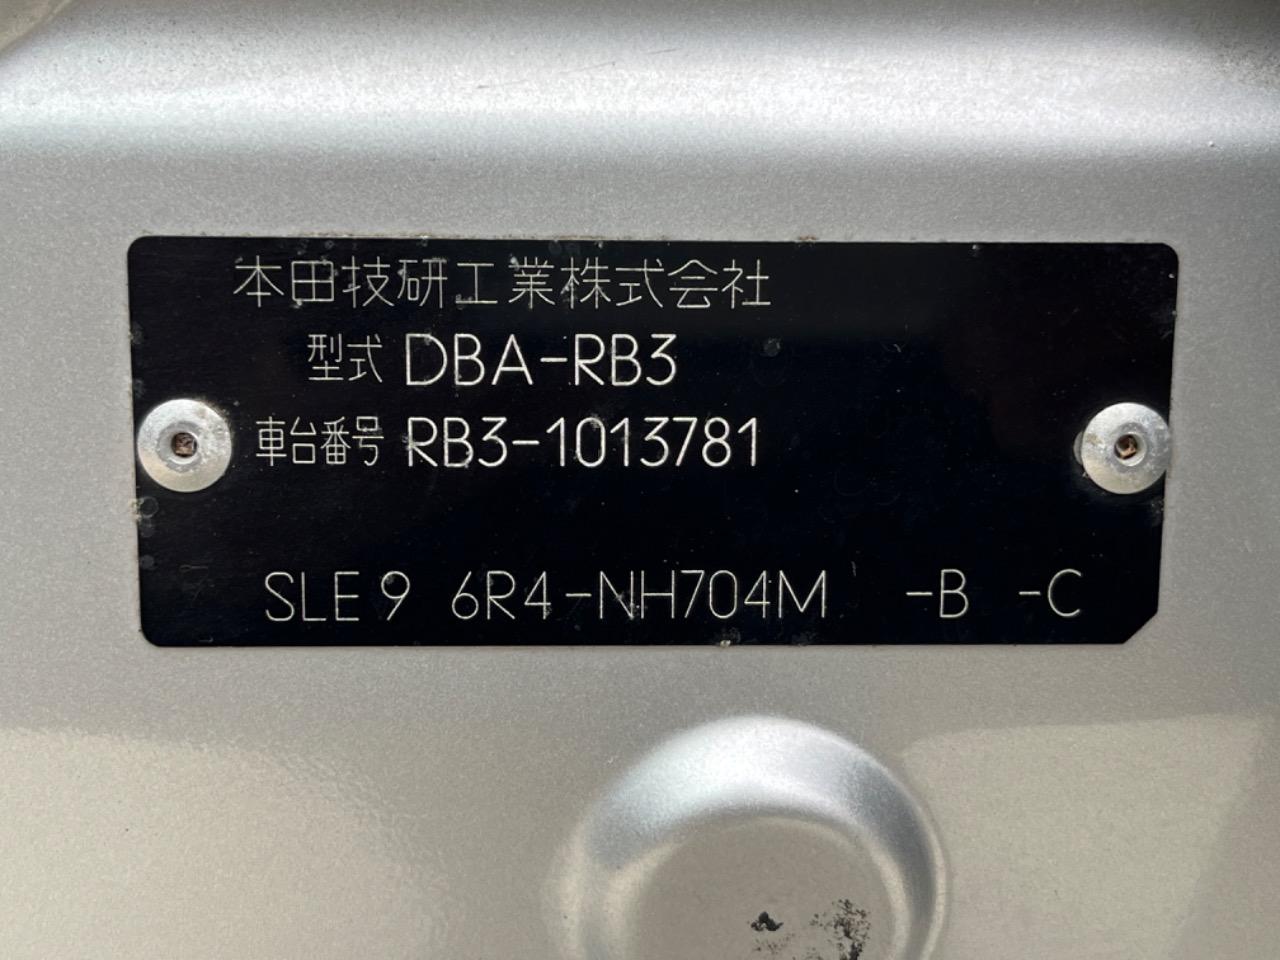 本田技研工業株式会社
型式 DBA-RB3
車台番号 RB3-1013781
SLE9 6R4-NH704M -B -C